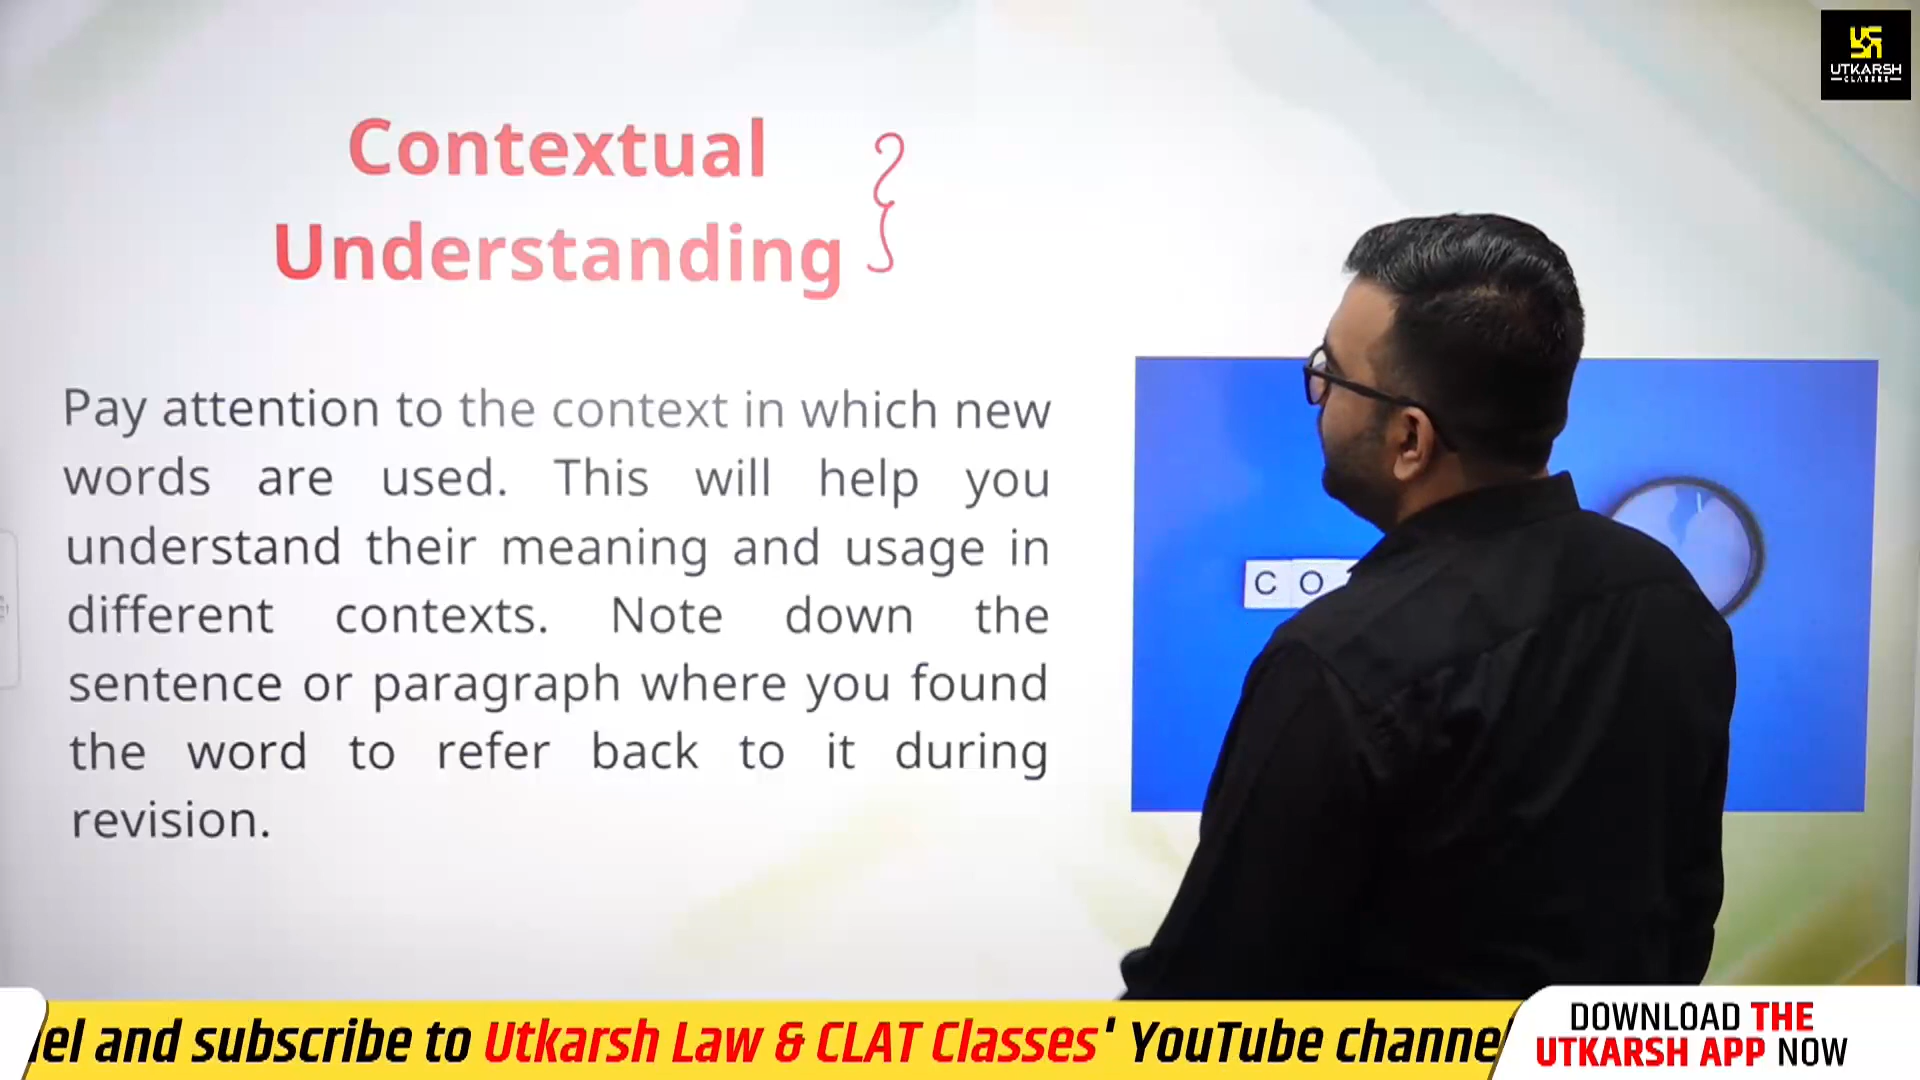 UTKARSH
CLASSES
Contextual
Understanding
Pay attention to the context in which new
words are used. This will help you
understand their meaning and usage in
different contexts. Note down the
sentence or paragraph where you found
the word to refer back to it during
revision.
C O
and subscribe to Utkarsh Law & CLAT Classes' YouTube
DOWNLOAD THE
UTKARSH APP NOW